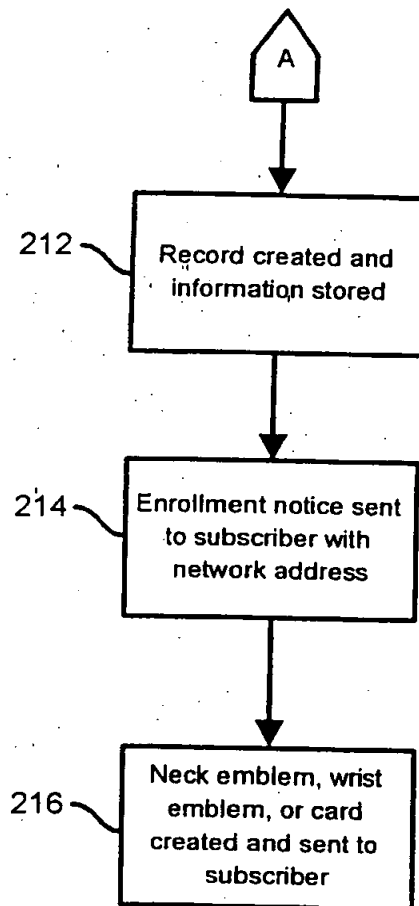 A
212
Record created and
information stored
214
Enrollment notice sent
to subscriber with
network address
216
Neck emblem, wrist
emblem, or card
created and sent to
subscriber